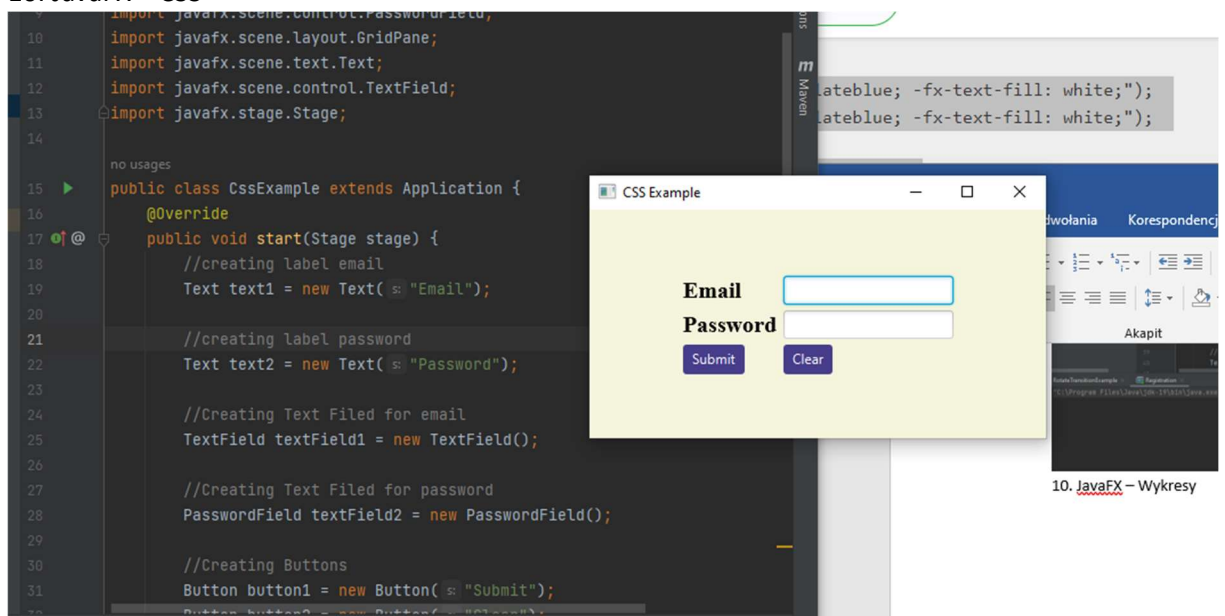 import javafx.scene.control.PasswordField;
10 import javafx.scene.layout.GridPane;
11 import javafx.scene.text.Text;
12 import javafx.scene.control.TextField;
13 import javafx.stage.Stage;
14
no usages
15 public class CssExample extends Application {
16 @Override
17 @ public void start(Stage stage) {
18 //creating label email
19 Text text1 = new Text( s: "Email");
20
21 //creating label password
22 Text text2 = new Text( s: "Password");
23
24 //Creating Text Filed for email
25 TextField textField1 = new TextField();
26
27 //Creating Text Filed for password
28 PasswordField textField2 = new PasswordField();
29
30 //Creating Buttons
31 Button button1 = new Button( s: "Submit");
m Maven
lateblue; -fx-text-fill: white;");
lateblue; -fx-text-fill: white;");
CSS Example
Email
Password
Submit Clear
dwołania Korespondencj
Akapit
10. JavaFX – Wykresy